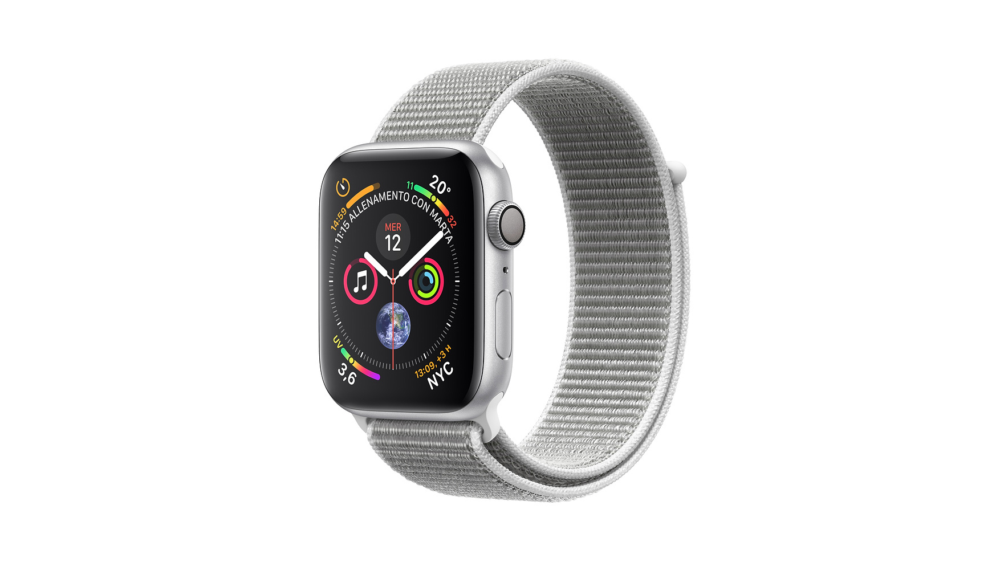 14:59
11:15 ALLENAMENTO CON MARTA
11
20°
32
MER
12
UV
3,6
13:09, +3 H
NYC